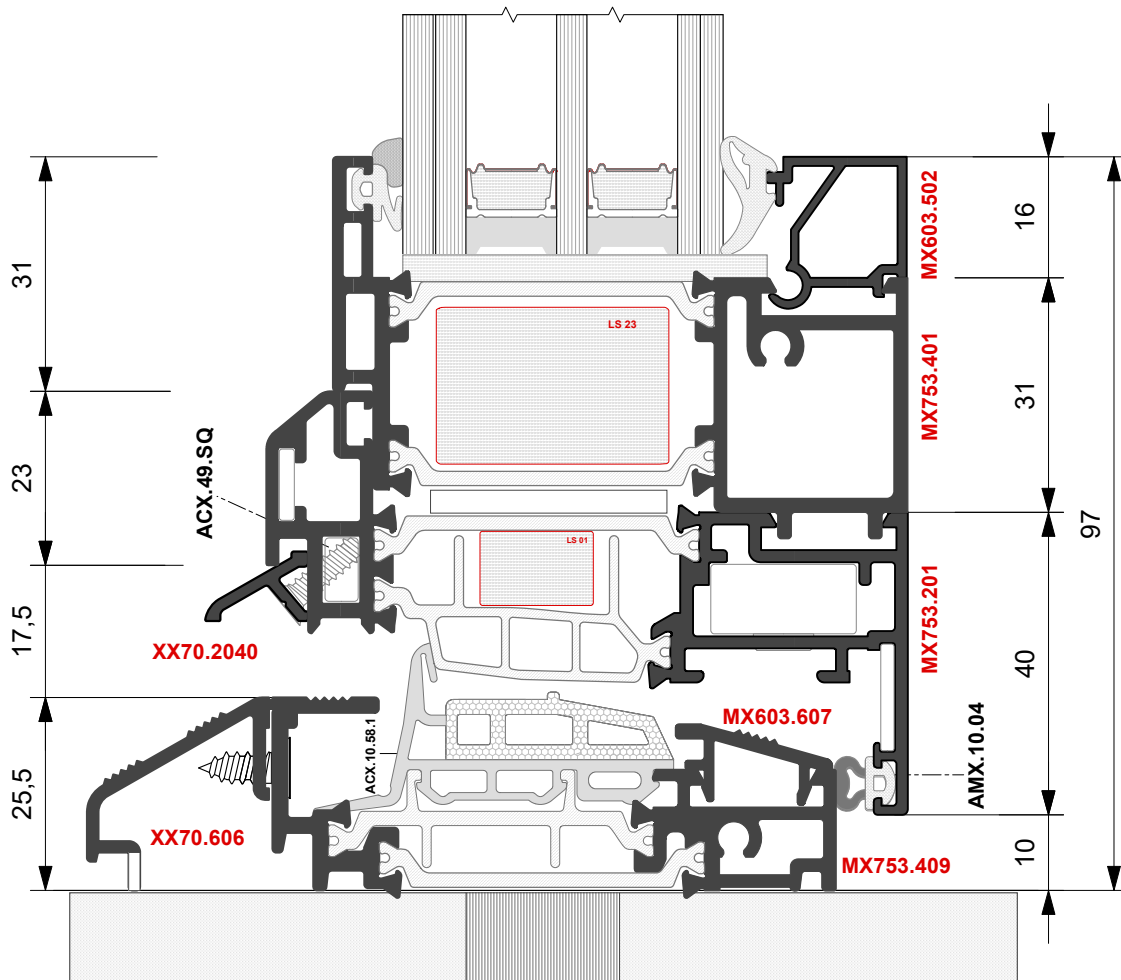 31
23
17,5
25,5
ACX.49.SQ
XX70.2040
XX70.606
LS 23
LS 01
ACX.10.58.1
MX603.607
MX603.502
MX753.401
MX753.201
AMX.10.04
MX753.409
16
31
40
10
97